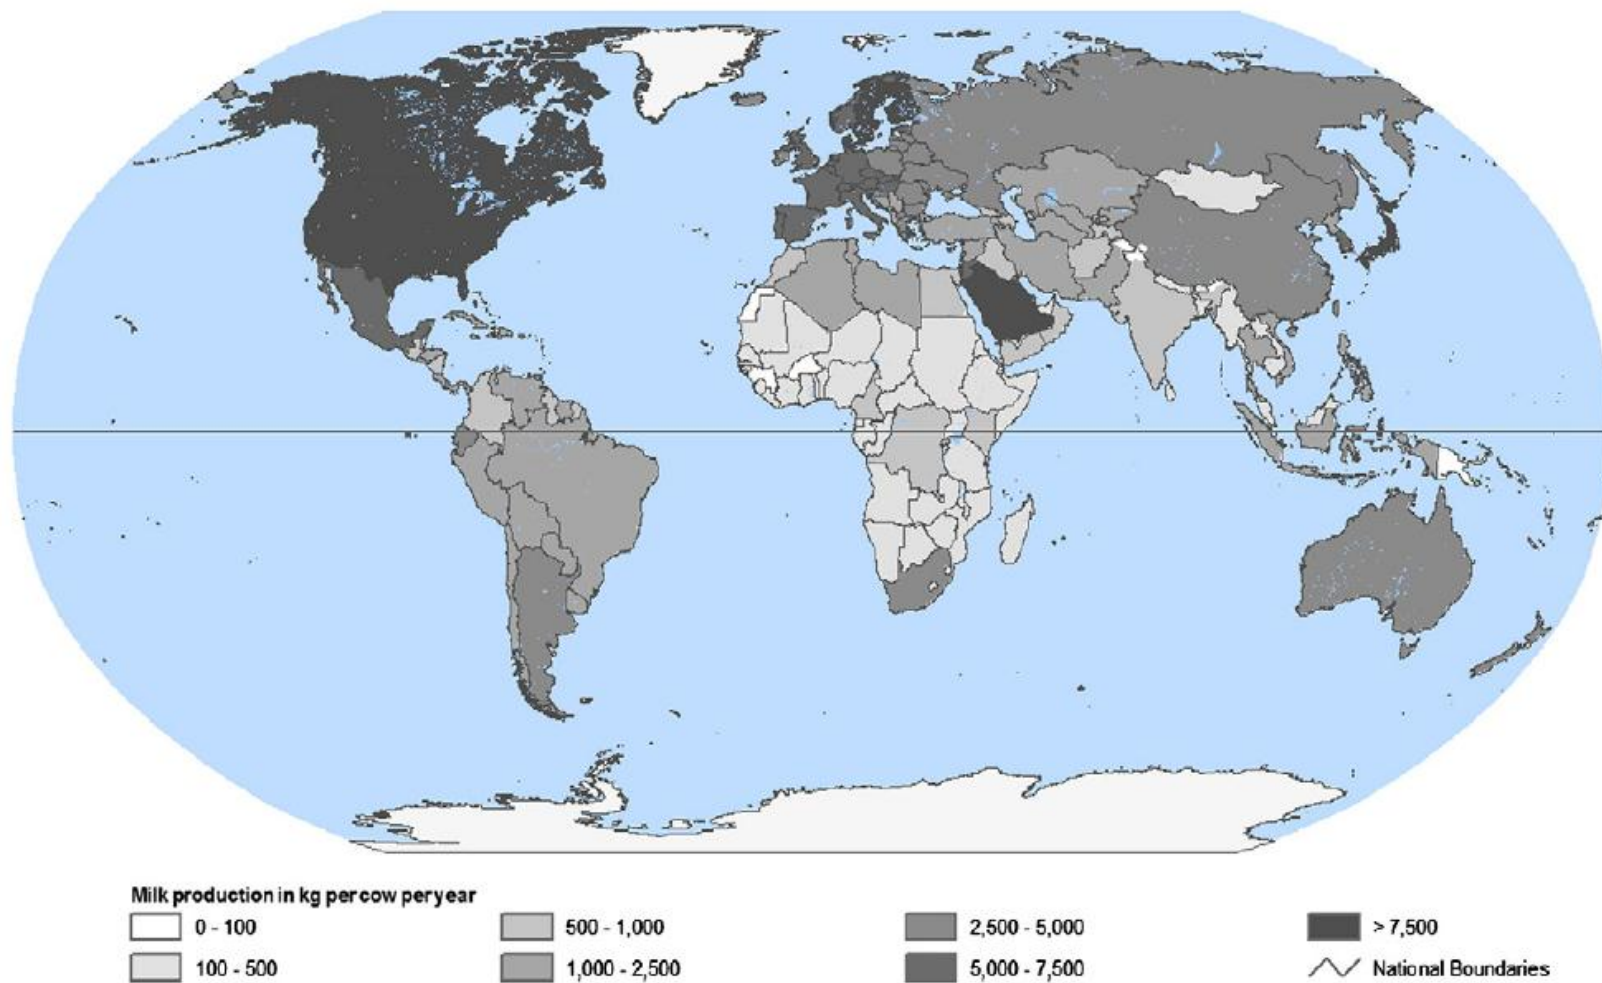 Milk production in kg per cow per year
0 - 100
500 - 1,000
2,500 - 5,000
> 7,500
100 - 500
1,000 - 2,500
5,000 - 7,500
National Boundaries